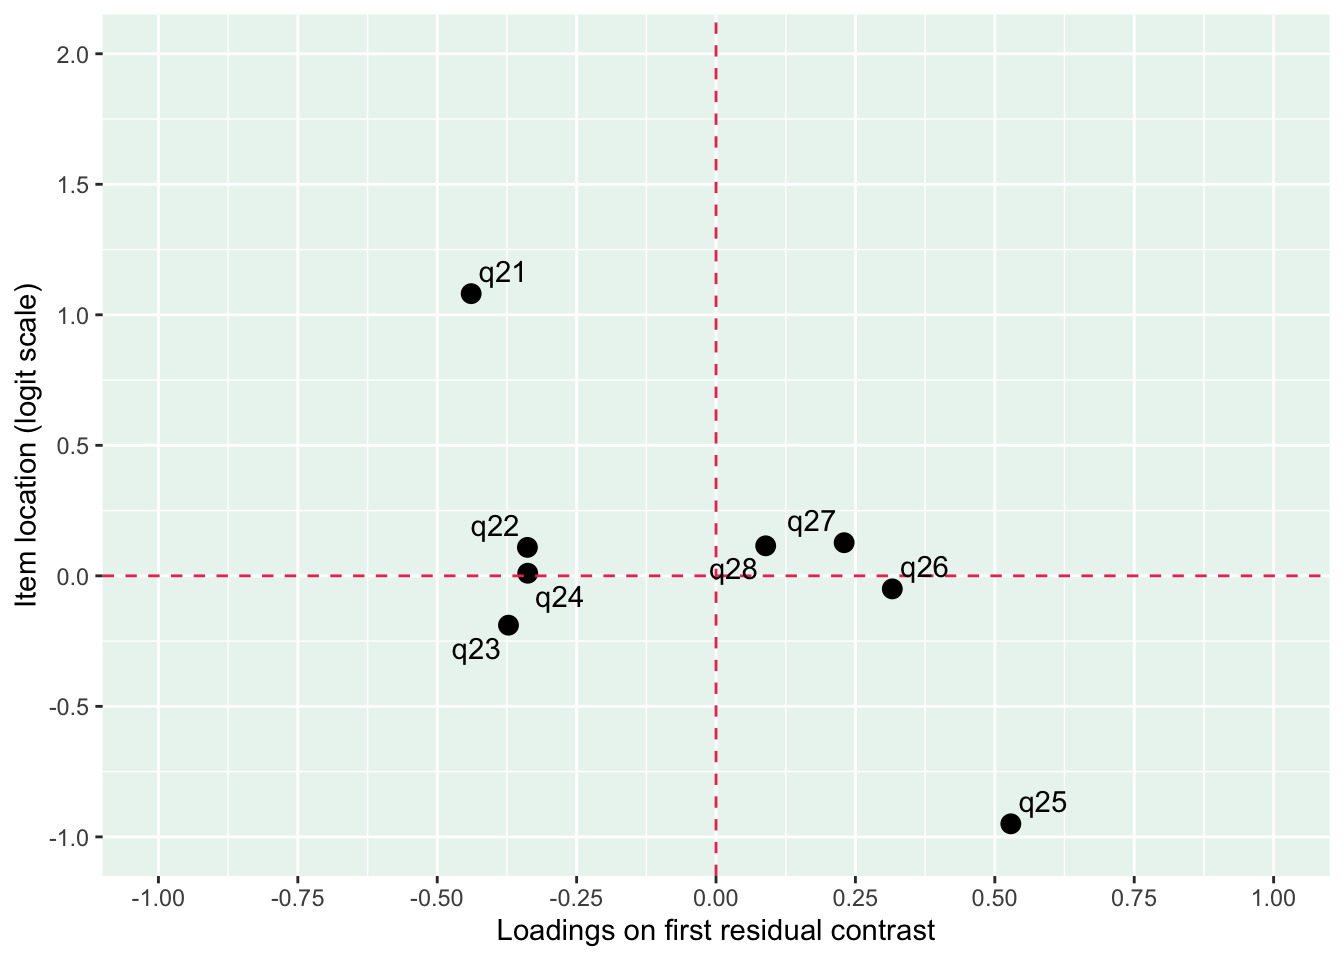 2.0
1.5
q21
1.0
Item location (logit scale)
0.5
q22
q27
q28
q26
0.0
q24
q23
-0.5
q25
-1.0
-1.00 -0.75 -0.50 -0.25 0.00 0.25 0.50 0.75 1.00
Loadings on first residual contrast